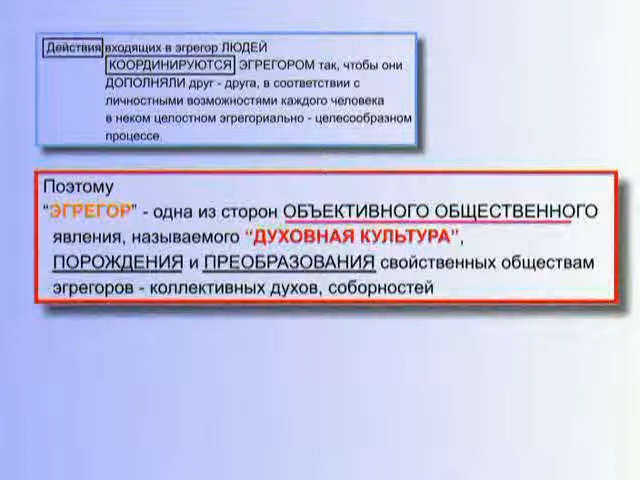 Действия входящих в эгрегор ЛЮДЕЙ
КООРДИНИРУЮТСЯ ЭГРЕГОРОМ так, чтобы они
ДОПОЛНЯЛИ друг - друга, в соответствии с
личностными возможностями каждого человека
в неком целостном эгрегориально - целесообразном
процессе.
Поэтому
“ЭГРЕГОР” - одна из сторон ОБЪЕКТИВНОГО ОБЩЕСТВЕННОГО
явления, называемого “ДУХОВНАЯ КУЛЬТУРА”,
ПОРОЖДЕНИЯ и ПРЕОБРАЗОВАНИЯ свойственных обществам
эгрегоров - коллективных духов, соборностей